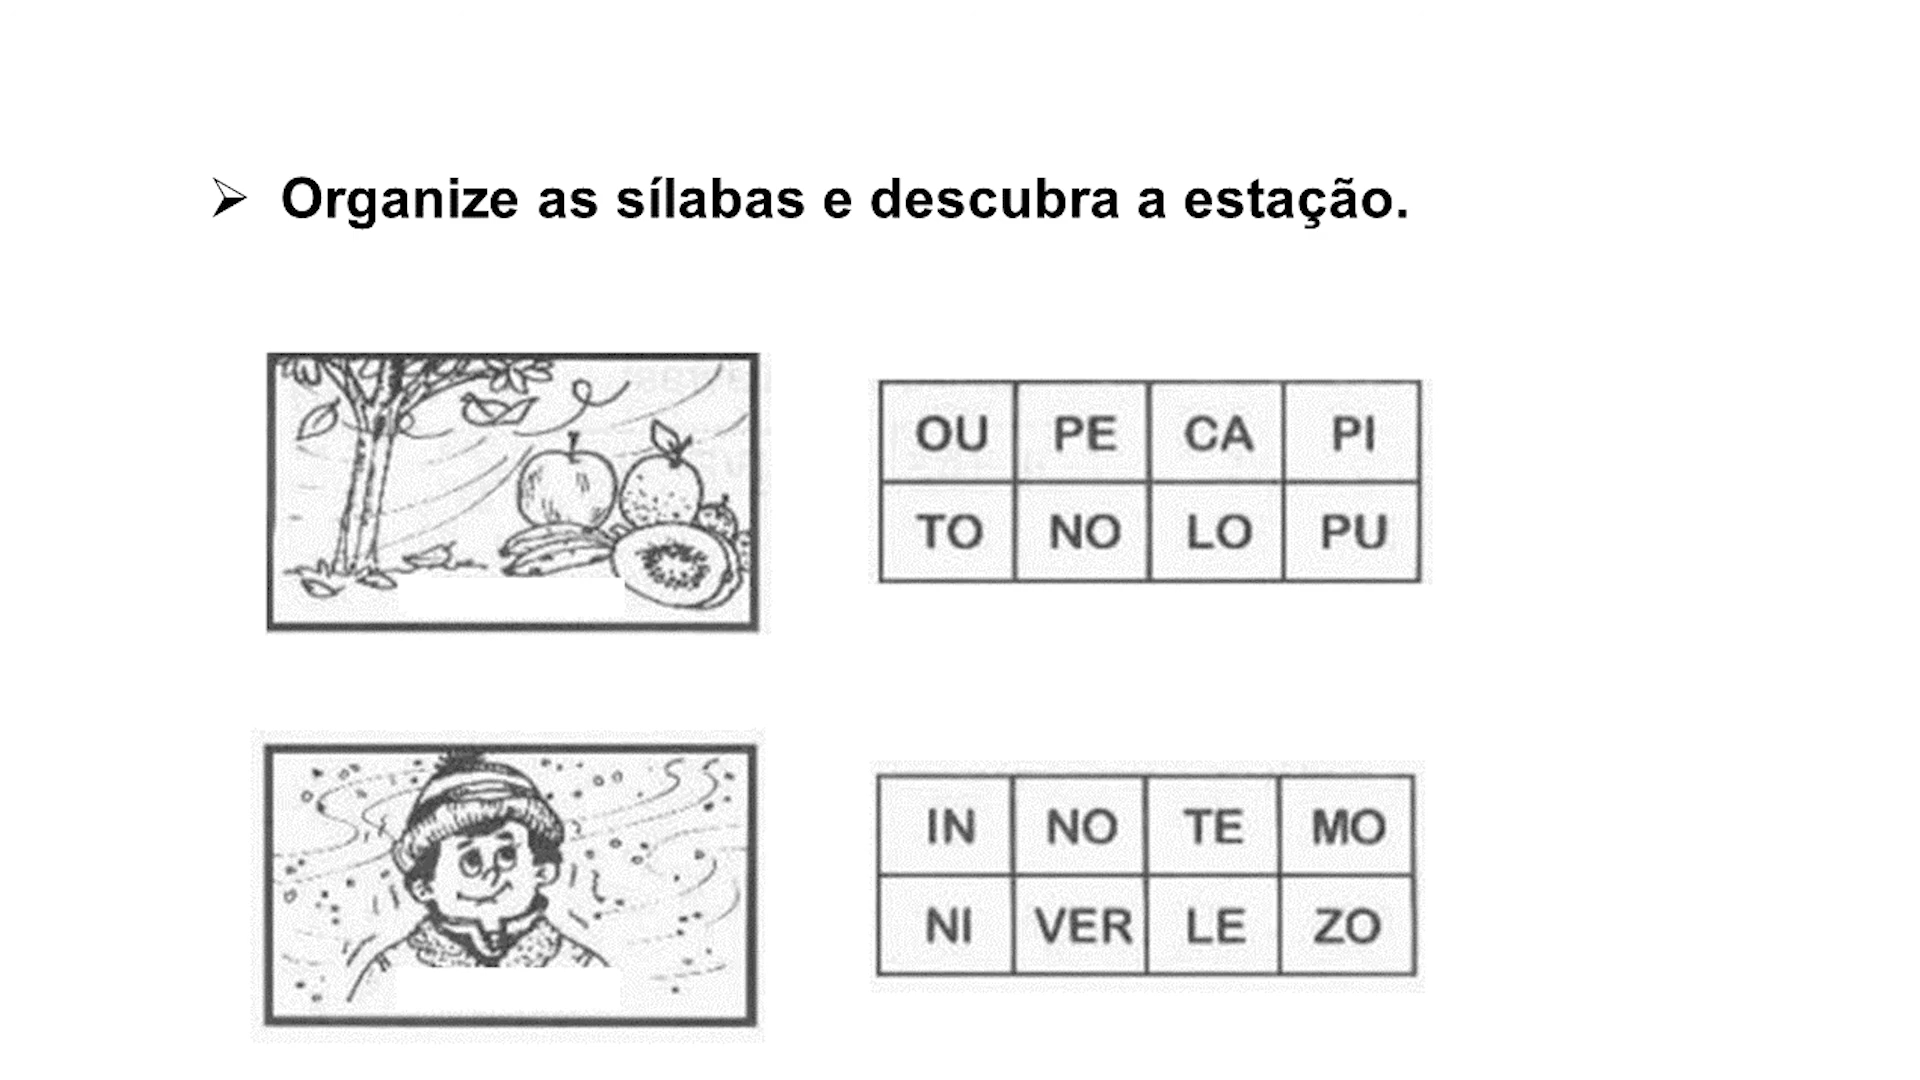 Organize as sílabas e descubra a estação.
OU PE CA PI
TO NO LO PU
IN NO TE MO
NI VER LE ZO